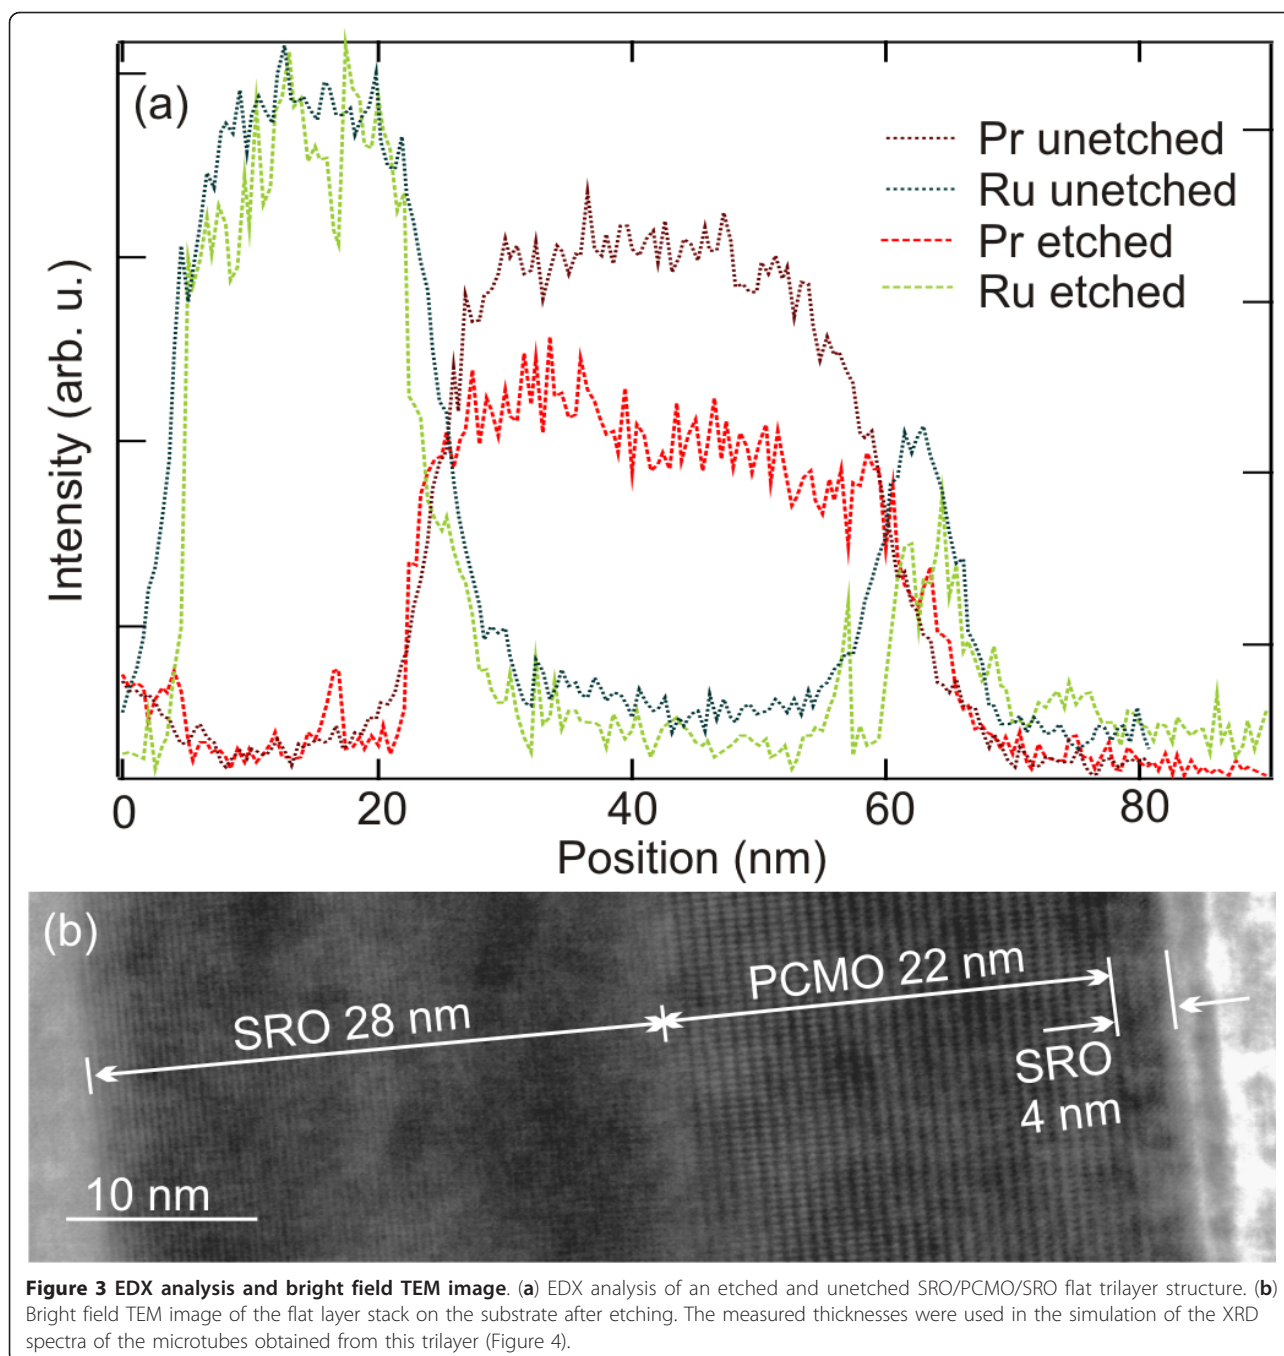 (a)
Pr unetched
Ru unetched
Pr etched
Ru etched
Intensity (arb. u.)
0 20 40 60 80
Position (nm)
(b)
PCMO 22 nm
SRO 28 nm
SRO
4 nm
10 nm
Figure 3 EDX analysis and bright field TEM image. (a) EDX analysis of an etched and unetched SRO/PCMO/SRO flat trilayer structure. (b)
Bright field TEM image of the flat layer stack on the substrate after etching. The measured thicknesses were used in the simulation of the XRD
spectra of the microtubes obtained from this trilayer (Figure 4).